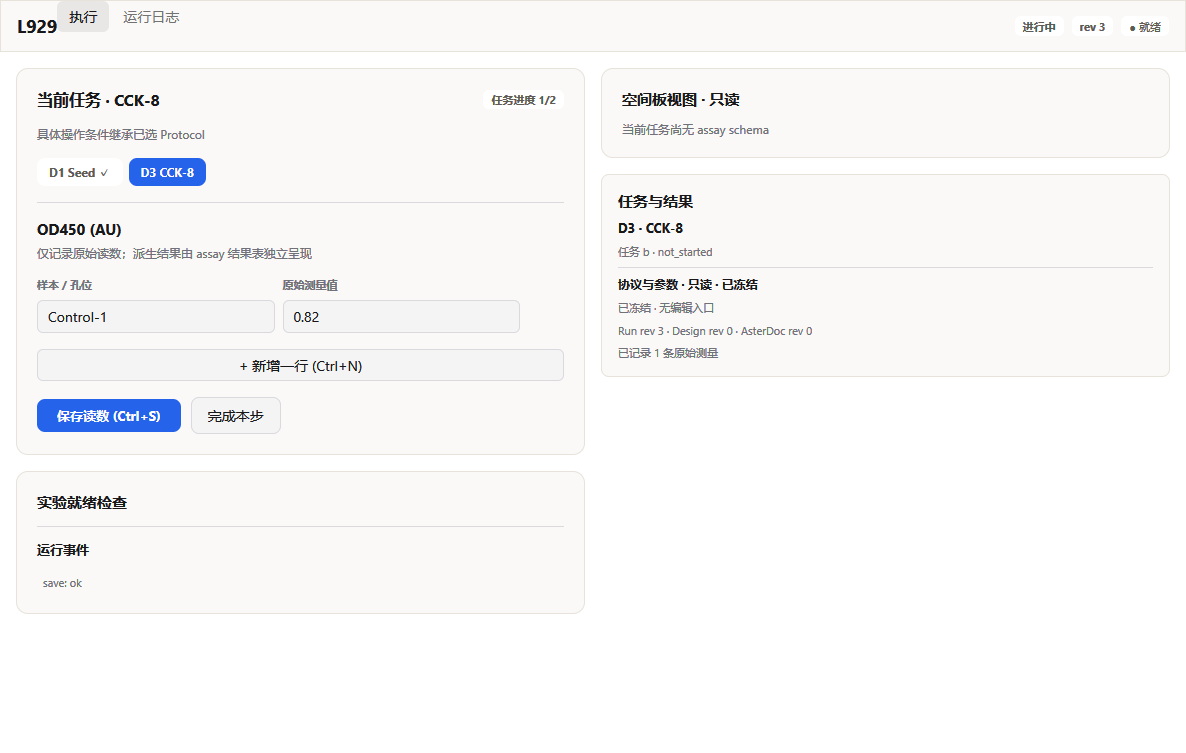 L929 执行 运行日志 进行中 rev 3 ● 就绪
当前任务 · CCK-8 任务进度 1/2
具体操作条件继承已选 Protocol
D1 Seed ✓ D3 CCK-8
OD450 (AU)
仅记录原始读数；派生结果由 assay 结果表独立呈现
样本 / 孔位 原始测量值
Control-1 0.82
+ 新增一行 (Ctrl+N)
保存读数 (Ctrl+S) 完成本步
实验就绪检查
运行事件
save: ok
空间板视图 · 只读
当前任务尚无 assay schema
任务与结果
D3 · CCK-8
任务 b · not_started
协议与参数 · 只读 · 已冻结
已冻结 · 无编辑入口
Run rev 3 · Design rev 0 · AsterDoc rev 0
已记录 1 条原始测量